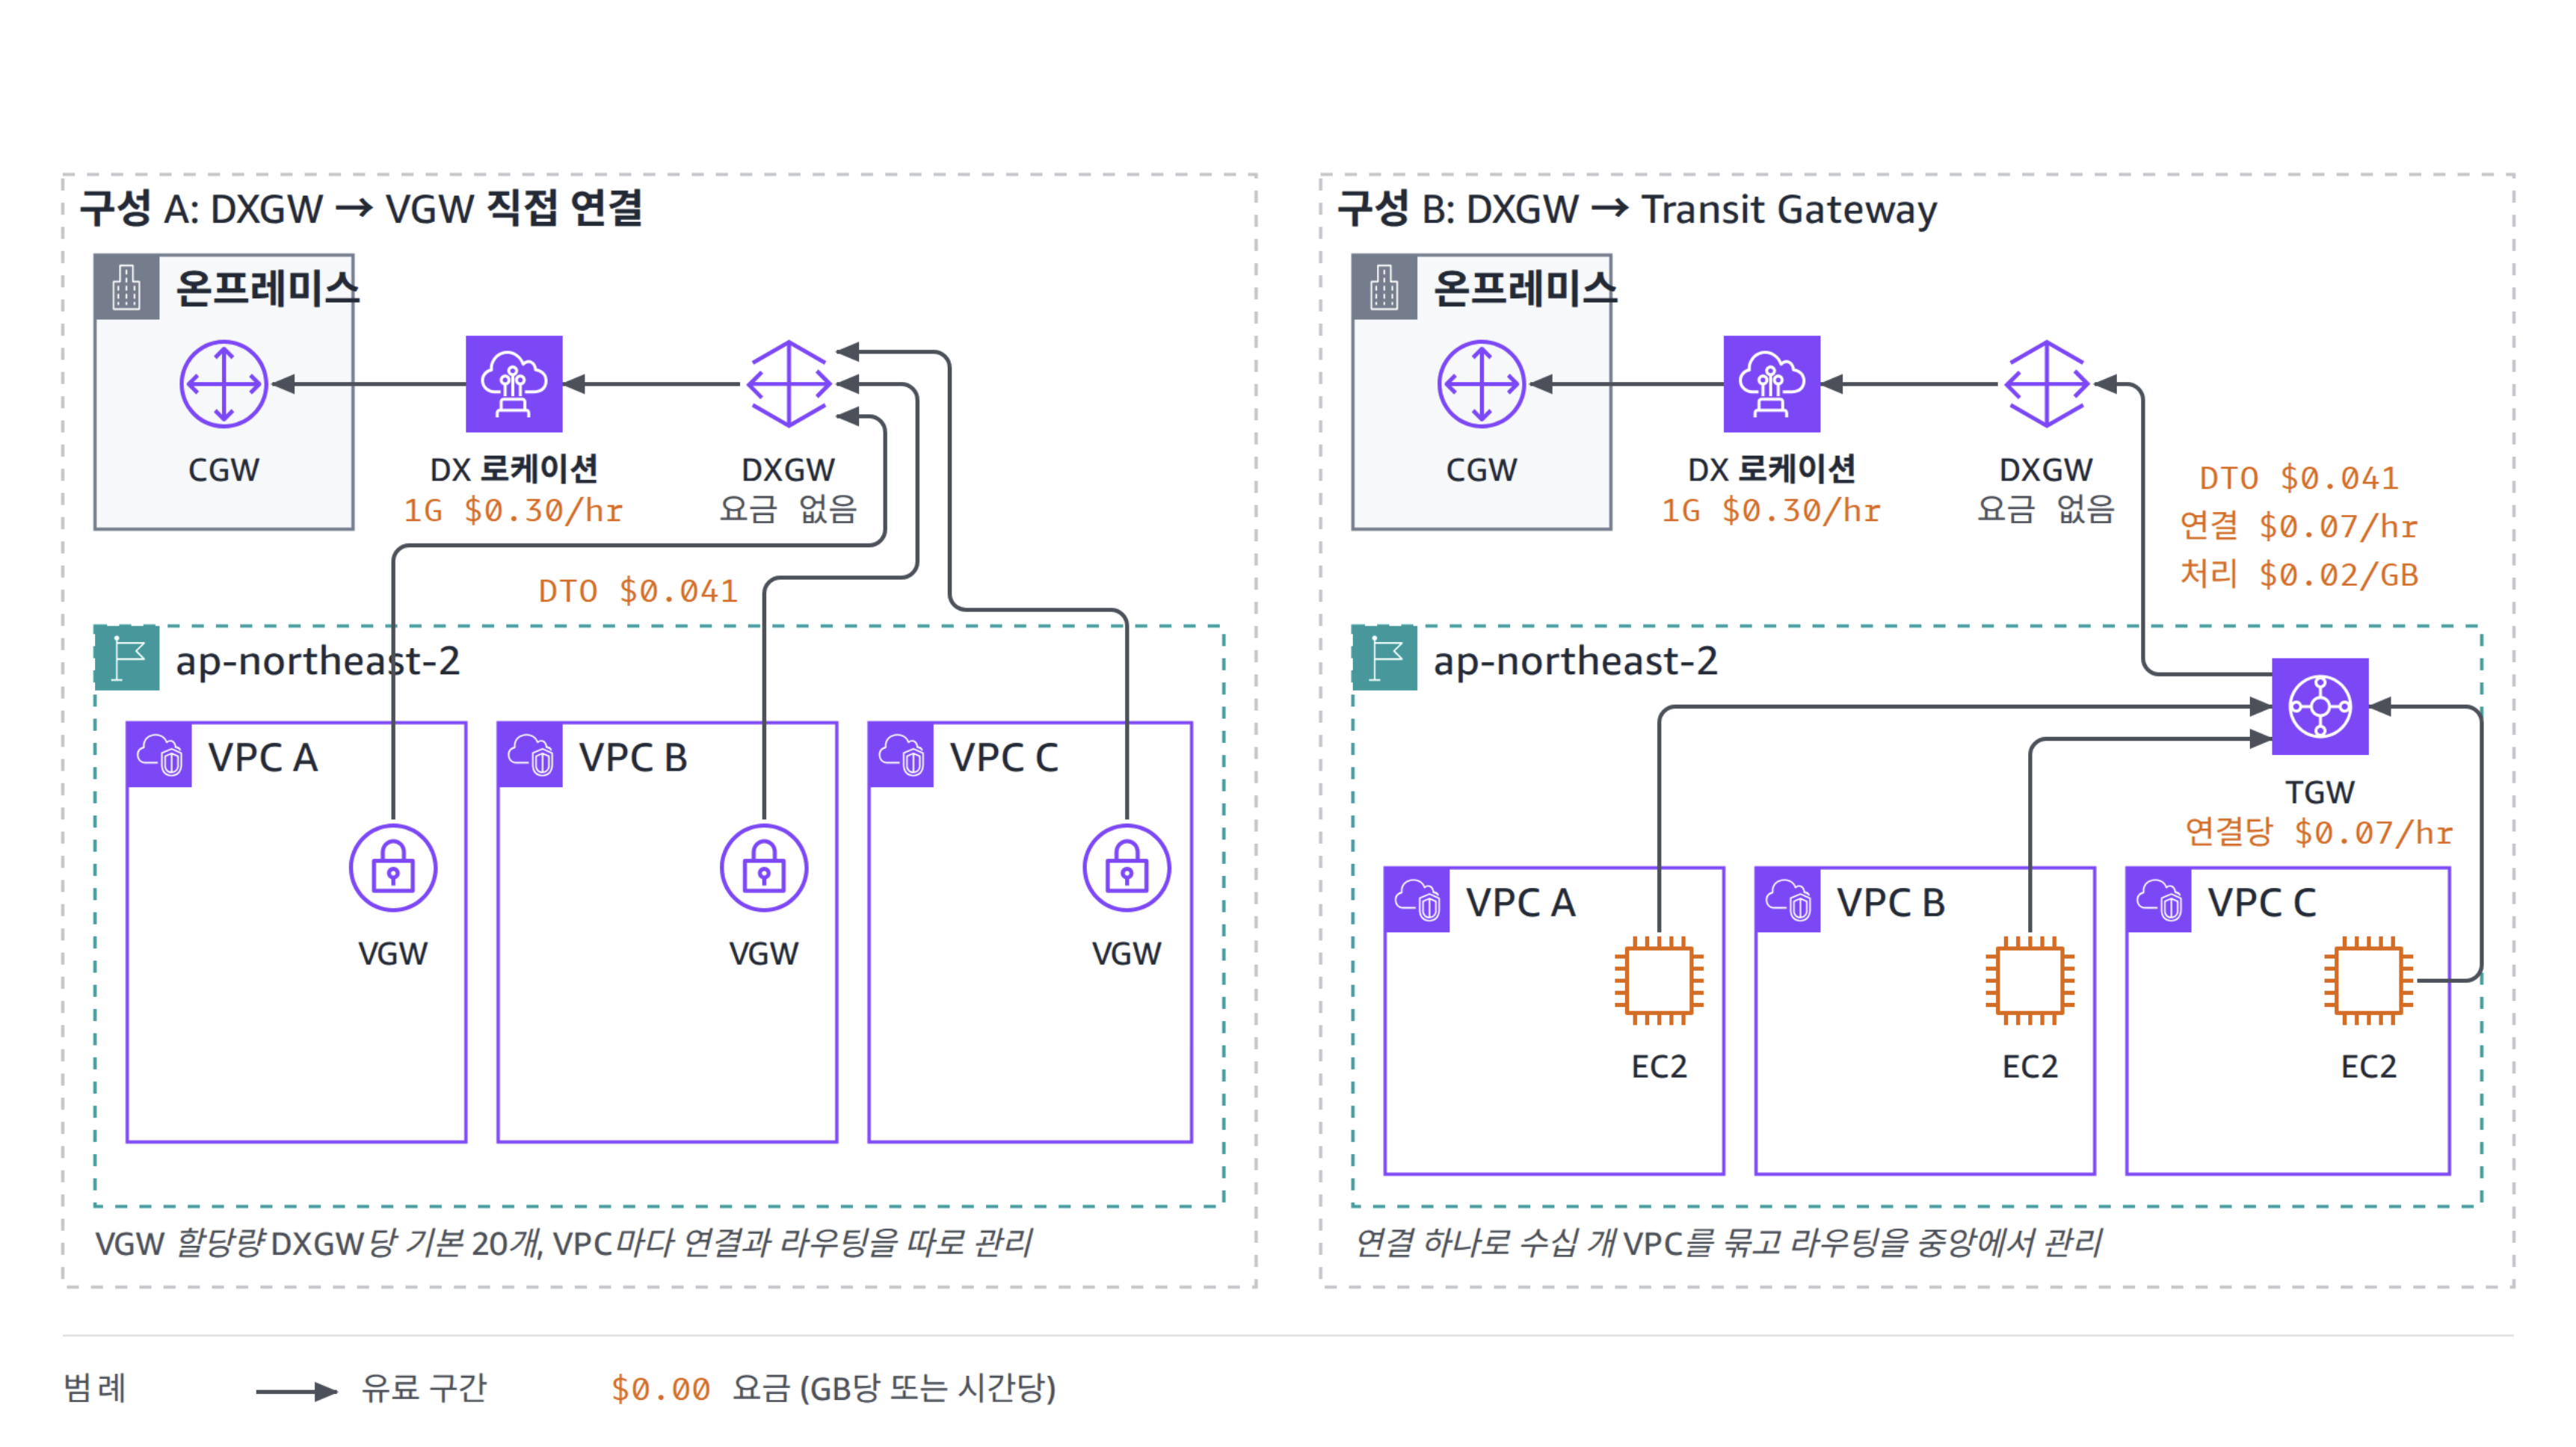 구성 A: DXGW → VGW 직접 연결
온프레미스
CGW
DX 로케이션
1G $0.30/hr
DXGW
요금 없음
DTO $0.041
ap-northeast-2
VPC A
VPC B
VPC C
VGW
VGW
VGW
VGW 할당량 DXGW당 기본 20개, VPC마다 연결과 라우팅을 따로 관리
구성 B: DXGW → Transit Gateway
온프레미스
CGW
DX 로케이션
1G $0.30/hr
DXGW
요금 없음
DTO $0.041
연결 $0.07/hr
처리 $0.02/GB
ap-northeast-2
TGW
연결당 $0.07/hr
VPC A
VPC B
VPC C
EC2
EC2
EC2
연결 하나로 수십 개 VPC를 묶고 라우팅을 중앙에서 관리
범례
유료 구간
$0.00 요금 (GB당 또는 시간당)